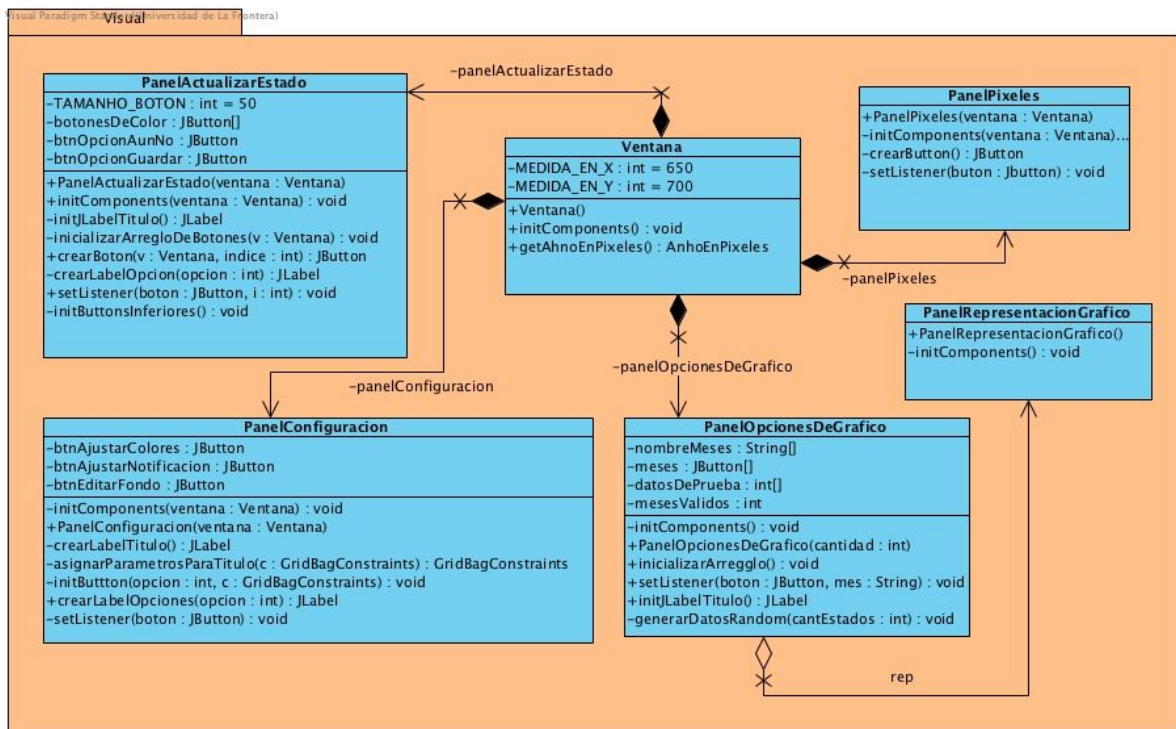 Visual Paradigm Standard(Universidad de La Frontera)
Visual
PanelActualizarEstado
-TAMANHO_BOTON : int = 50
-botonesDeColor : JButton[]
-btnOpcionAunNo : JButton
-btnOpcionGuardar : JButton
+PanelActualizarEstado(ventana : Ventana)
+initComponents(ventana : Ventana) : void
-initJLabelTitulo() : JLabel
-inicializarArregloDeBotones(v : Ventana) : void
+crearBoton(v : Ventana, indice : int) : JButton
-crearLabelOpcion(opcion : int) : JLabel
+setListener(boton : JButton, i : int) : void
-initButtonsInferiores() : void
-panelActualizarEstado
Ventana
-MEDIDA_EN_X : int = 650
-MEDIDA_EN_Y : int = 700
+Ventana()
+initComponents() : void
+getAhnoEnPixeles() : AnhoEnPixeles
PanelPixeles
+PanelPixeles(ventana : Ventana)
-initComponents(ventana : Ventana)...
-crearButton() : JButton
-setListener(buton : Jbutton) : void
-panelPixeles
-panelConfiguracion
-panelOpcionesDeGrafico
PanelRepresentacionGrafico
+PanelRepresentacionGrafico()
-initComponents() : void
PanelConfiguracion
-btnAjustarColores : JButton
-btnAjustarNotificacion : JButton
-btnEditarFondo : JButton
-initComponents(ventana : Ventana) : void
+PanelConfiguracion(ventana : Ventana)
-crearLabelTitulo() : JLabel
-asignarParametrosParaTitulo(c : GridBagConstraints) : GridBagConstraints
-initButtton(opcion : int, c : GridBagConstraints) : void
+crearLabelOpciones(opcion : int) : JLabel
-setListener(boton : JButton) : void
PanelOpcionesDeGrafico
-nombreMeses : String[]
-meses : JButton[]
-datosDePrueba : int[]
-mesesValidos : int
-initComponents() : void
+PanelOpcionesDeGrafico(cantidad : int)
+inicializarArregglo() : void
+setListener(boton : JButton, mes : String) : void
+initJLabelTitulo() : JLabel
-generarDatosRandom(cantEstados : int) : void
rep